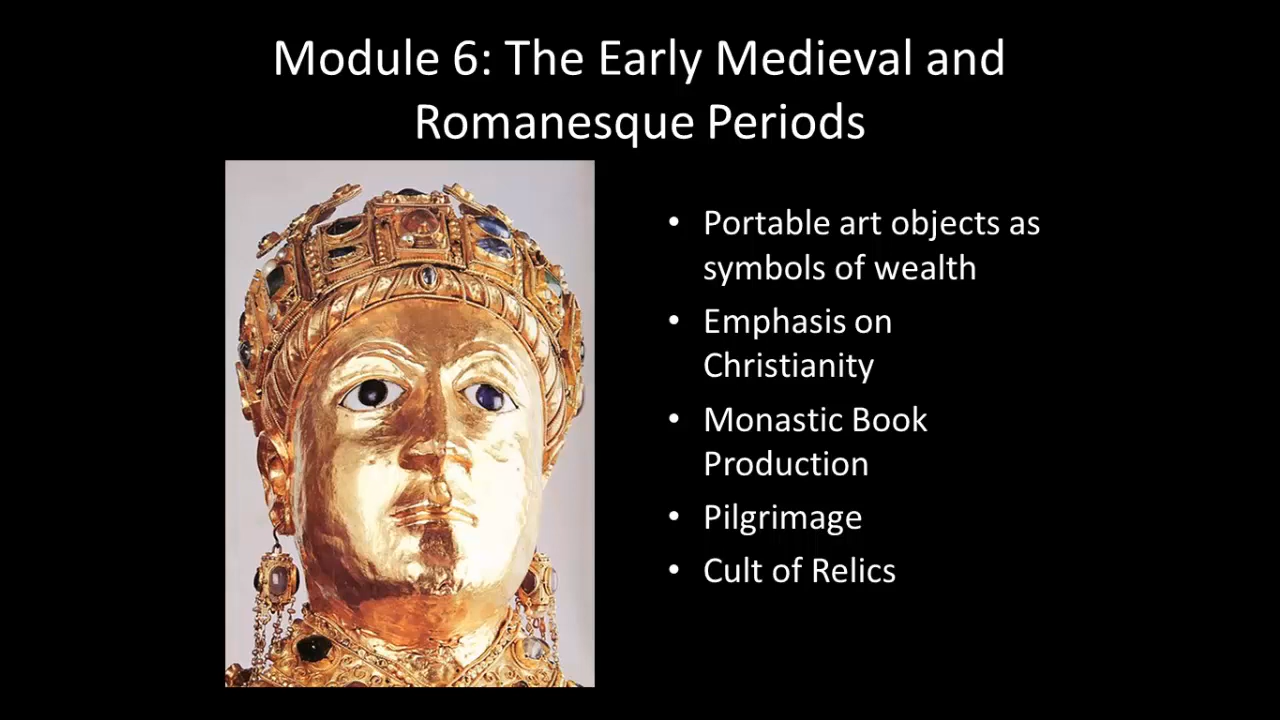 Module 6: The Early Medieval and
Romanesque Periods
• Portable art objects as
symbols of wealth
• Emphasis on
Christianity
• Monastic Book
Production
• Pilgrimage
• Cult of Relics